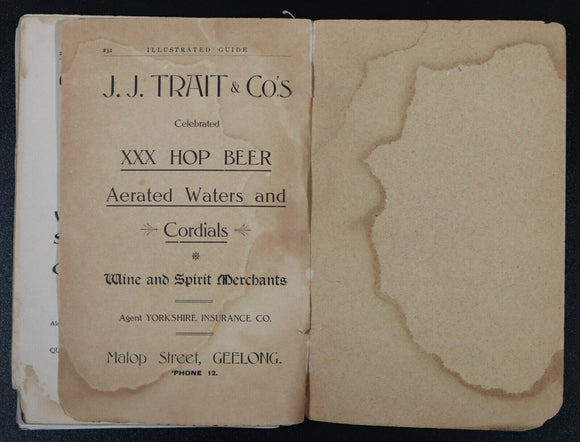 232 ILLUSTRATED GUIDE
J. J. TRAIT & Co.'s
Celebrated
XXX HOP BEER
Aerated Waters and
Cordials
Wine and Spirit Merchants
Agent YORKSHIRE INSURANCE CO.
Malop Street, GEELONG.
'PHONE 12.